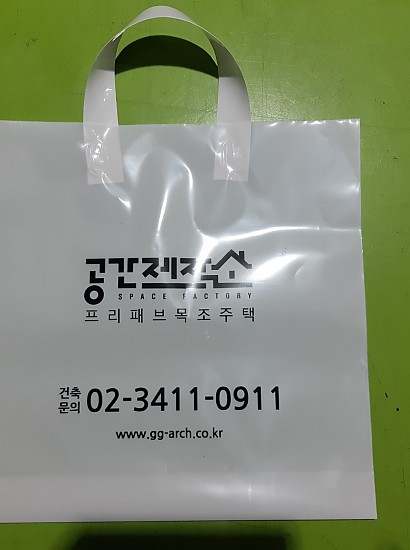 공간제작소
SPACE FACTORY
프리패브목조주택
건축
문의 02-3411-0911
www.gg-arch.co.kr